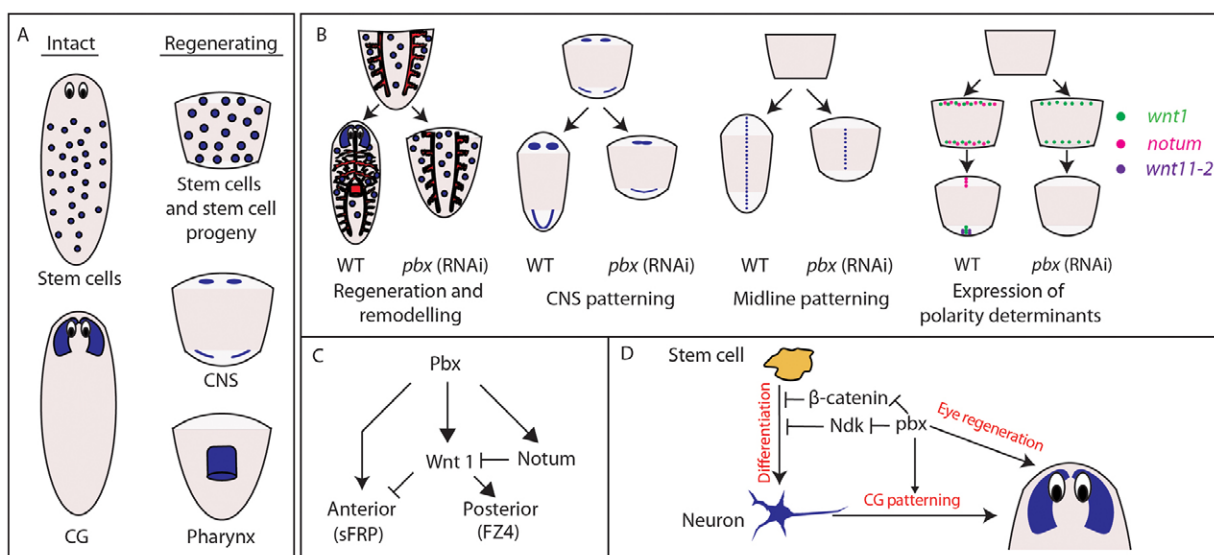 A
Intact
Regenerating
Stem cells
and stem cell
progeny
Stem cells
CNS
CG
Pharynx
B
wnt1
notum
wnt11-2
WT
pbx (RNAi)
Regeneration and
remodelling
WT
pbx (RNAi)
CNS patterning
WT
pbx (RNAi)
Midline patterning
WT
pbx (RNAi)
Expression of
polarity determinants
C
Pbx
Wnt 1
Notum
Anterior
(sFRP)
Posterior
(FZ4)
D
Stem cell
β-catenin
Ndk
pbx
Differentiation
Eye regeneration
CG patterning
Neuron